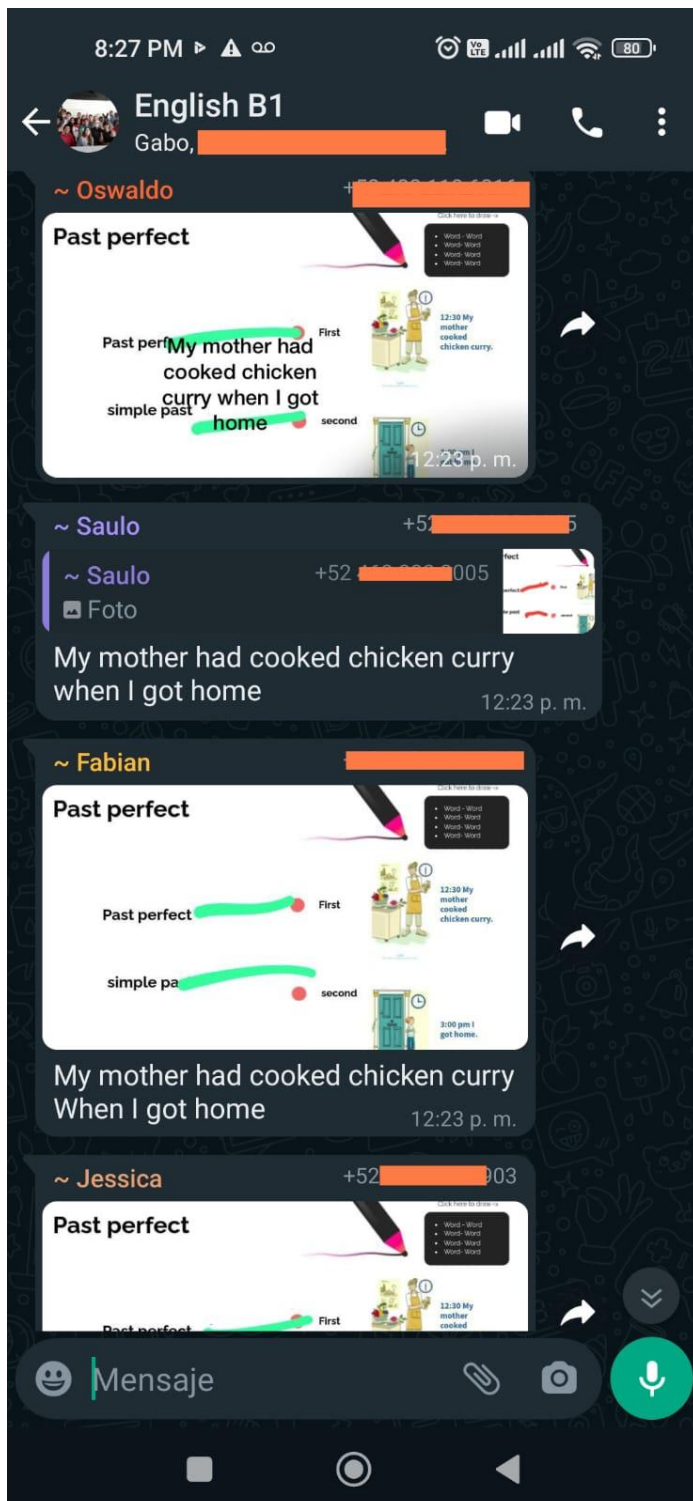 8:27 PM
80
English B1
Gabo,
~ Oswaldo
Past perfect
Click here to draw
Word - Word
Word- Word
Word- Word
Word- Word
First
12:30 My
mother
cooked
chicken curry.
My mother had
cooked chicken
curry when I got
home
simple past
second
12:23 p. m.
~ Saulo
~ Saulo
+52
005
Foto
My mother had cooked chicken curry
when I got home
12:23 p. m.
~ Fabian
Past perfect
Click here to draw
Word - Word
Word- Word
Word- Word
Word- Word
Past perfect
First
12:30 My
mother
cooked
chicken curry.
simple pa
second
3:00 pm I
got home.
My mother had cooked chicken curry
When I got home
12:23 p. m.
~ Jessica
+52
903
Past perfect
Click here to draw
Word - Word
Word- Word
Word- Word
Word- Word
Past perfect
First
12:30 My
mother
cooked
Mensaje